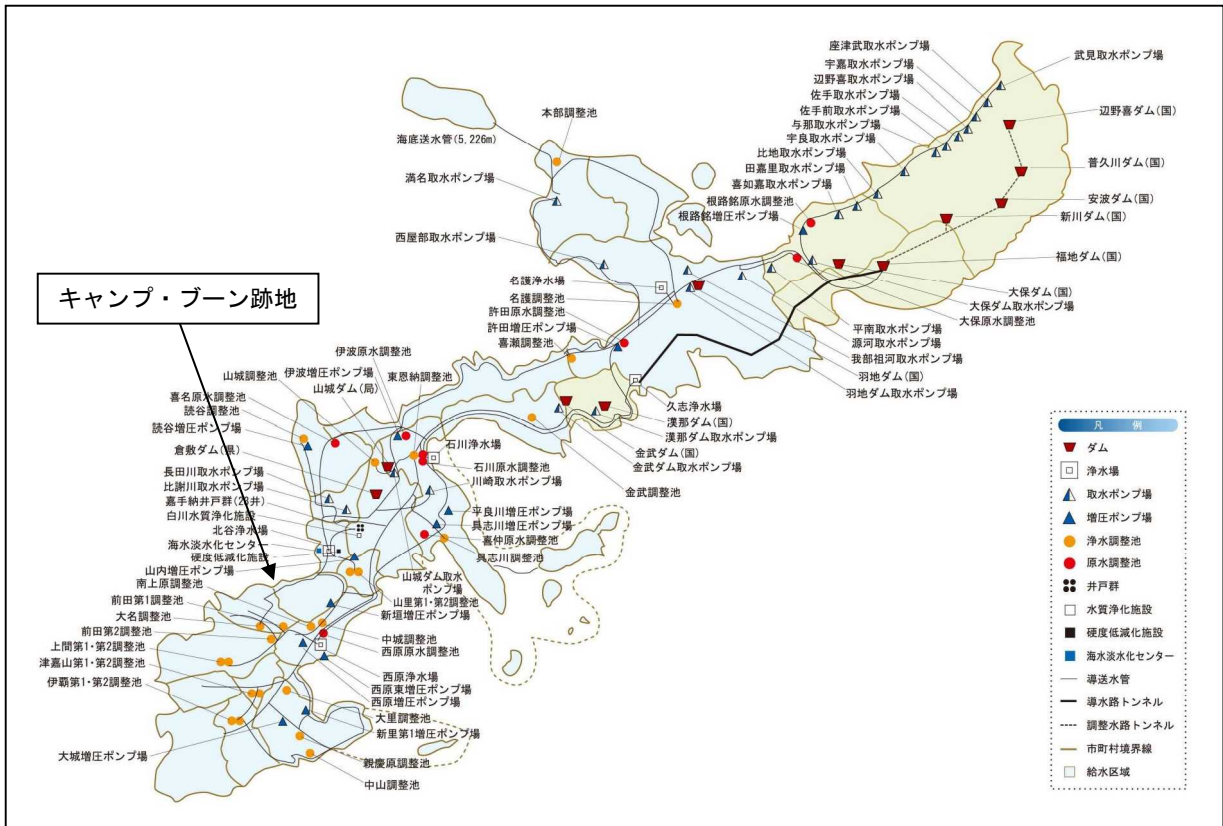 座津武取水ポンプ場
武見取水ポンプ場
宇嘉取水ポンプ場
辺野喜取水ポンプ場
佐手取水ポンプ場
佐手前取水ポンプ場
与那取水ポンプ場
宇良取水ポンプ場
比地取水ポンプ場
田嘉里取水ポンプ場
喜如嘉取水ポンプ場
根路銘原水調整池
根路銘増圧ポンプ場
辺野喜ダム(国)
普久川ダム(国)
安波ダム(国)
新川ダム(国)
福地ダム(国)
大保ダム(国)
大保ダム取水ポンプ場
大保原水調整池
平南取水ポンプ場
源河取水ポンプ場
我部祖河取水ポンプ場
羽地ダム(国)
羽地ダム取水ポンプ場
本部調整池
海底送水管(5,226m)
満名取水ポンプ場
西屋部取水ポンプ場
名護浄水場
名護調整池
許田原水調整池
許田増圧ポンプ場
喜瀬調整池
久志浄水場
漢那ダム(国)
漢那ダム取水ポンプ場
金武ダム(国)
金武ダム取水ポンプ場
金武調整池
キャンプ・ブーン跡地
伊波原水調整池
伊波増圧ポンプ場
東恩納調整池
山城調整池
山城ダム(局)
喜名原水調整池
読谷調整池
読谷増圧ポンプ場
倉敷ダム(県)
長田川取水ポンプ場
比謝川取水ポンプ場
嘉手納井戸群(23井)
白川水質浄化施設
北谷浄水場
海水淡水化センター
硬度低減化施設
山内増圧ポンプ場
南上原調整池
前田第1調整池
大名調整池
前田第2調整池
上間第1・第2調整池
津嘉山第1・第2調整池
伊覇第1・第2調整池
大城増圧ポンプ場
石川浄水場
石川原水調整池
川崎取水ポンプ場
平良川増圧ポンプ場
具志川増圧ポンプ場
喜仲原水調整池
具志川調整池
山城ダム取水
ポンプ場
山里第1・第2調整池
新垣増圧ポンプ場
中城調整池
西原原水調整池
西原浄水場
西原東増圧ポンプ場
西原増圧ポンプ場
大里調整池
新里第1増圧ポンプ場
親慶原調整池
中山調整池
凡例
ダム
浄水場
取水ポンプ場
増圧ポンプ場
浄水調整池
原水調整池
井戸群
水質浄化施設
硬度低減化施設
海水淡水化センター
導送水管
導水路トンネル
調整水路トンネル
市町村境界線
給水区域